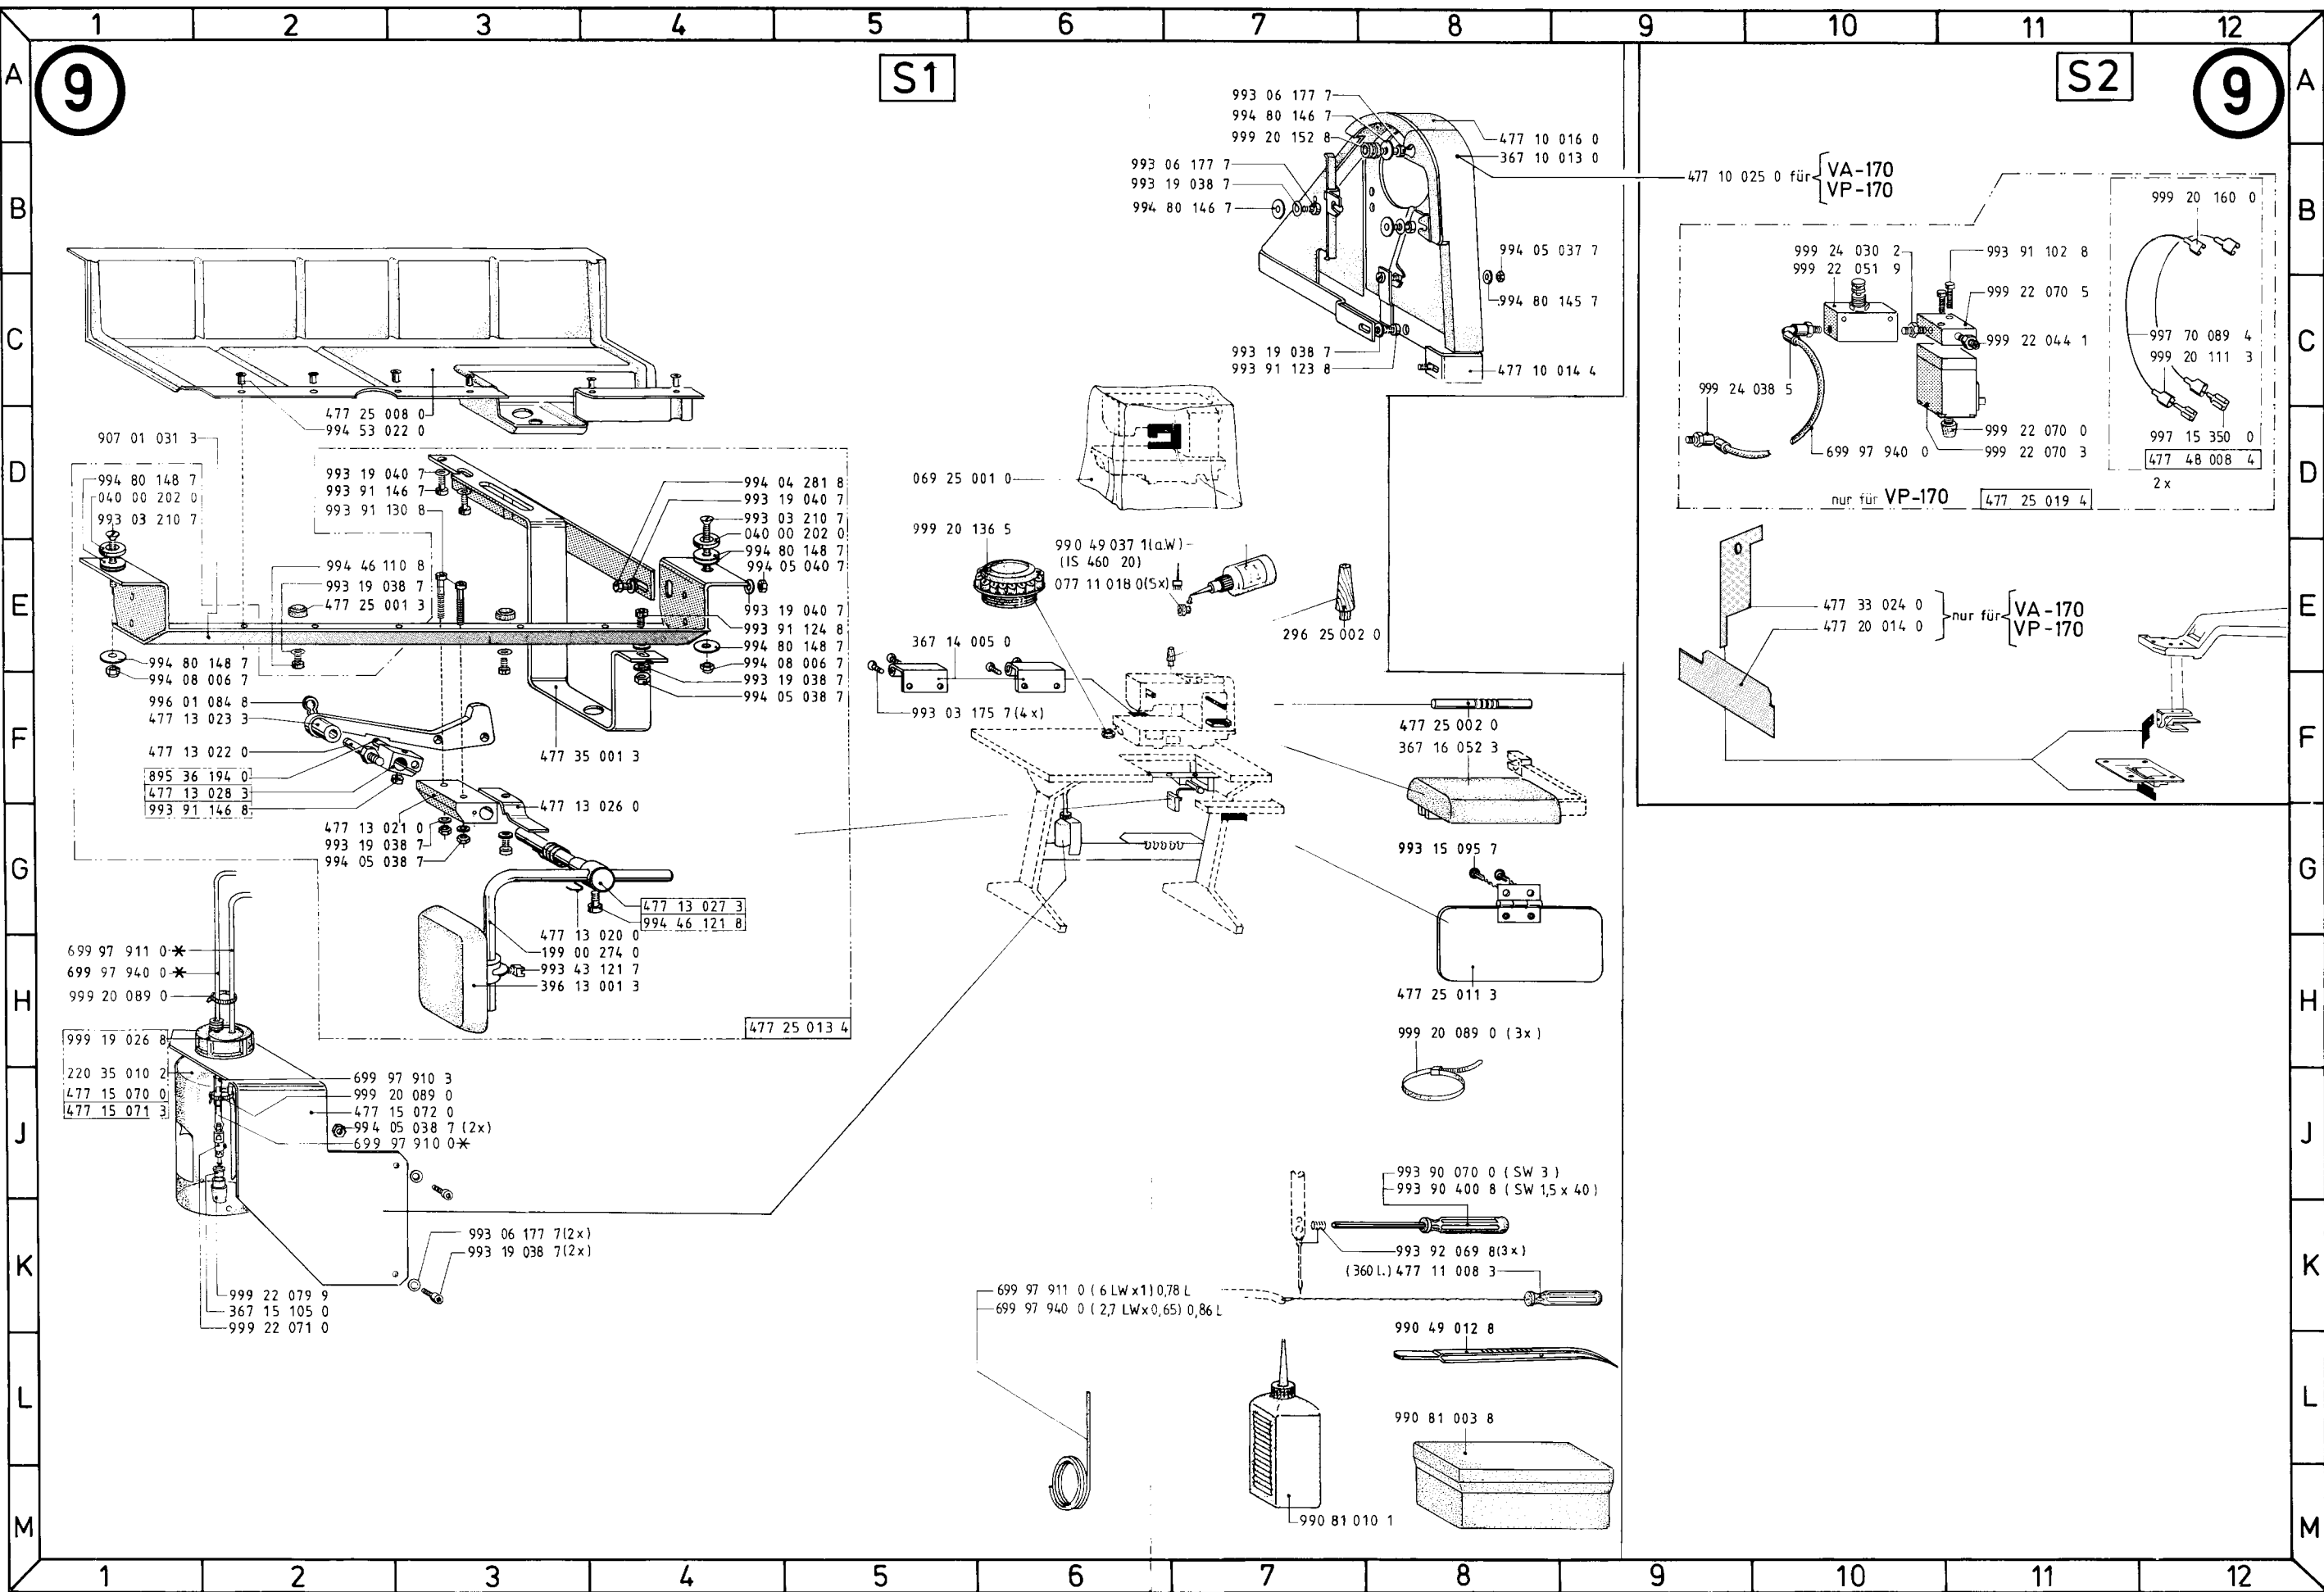 1 2 3 4 5 6 7 8 9 10 11 12
A
9
S1
S2
9
A
B
B
C
C
D
D
E
E
F
F
G
G
H
H
J
J
K
K
L
L
M
M
993 06 177 7
994 80 146 7
999 20 152 8
477 10 016 0
367 10 013 0
993 06 177 7
993 19 038 7
994 80 146 7
994 05 037 7
994 80 145 7
993 19 038 7
993 91 123 8
477 10 014 4
477 10 025 0 für VA-170
VP-170
999 20 160 0
999 24 030 2
999 22 051 9
993 91 102 8
999 22 070 5
999 22 044 1
997 70 089 4
999 20 111 3
999 24 038 5
699 97 940 0
999 22 070 0
999 22 070 3
997 15 350 0
477 48 008 4
2 x
nur für VP-170
477 25 019 4
477 25 008 0
994 53 022 0
907 01 031 3
994 80 148 7
040 00 202 0
993 03 210 7
993 19 040 7
993 91 146 7
993 91 130 8
994 04 281 8
993 19 040 7
993 03 210 7
040 00 202 0
994 80 148 7
994 05 040 7
994 46 110 8
993 19 038 7
477 25 001 3
993 19 040 7
993 91 124 8
994 80 148 7
994 08 006 7
993 19 038 7
994 05 038 7
994 80 148 7
994 08 006 7
996 01 084 8
477 13 023 3
477 13 022 0
895 36 194 0
477 13 028 3
993 91 146 8
477 35 001 3
477 13 026 0
477 13 021 0
993 19 038 7
994 05 038 7
477 13 027 3
994 46 121 8
477 13 020 0
199 00 274 0
993 43 121 7
396 13 001 3
477 25 013 4
069 25 001 0
999 20 136 5
990 49 037 1(a.W)
(IS 460 20)
077 11 018 0(5x)
296 25 002 0
367 14 005 0
993 03 175 7 (4 x)
477 25 002 0
367 16 052 3
993 15 095 7
477 25 011 3
999 20 089 0 (3x)
477 33 024 0
477 20 014 0
nur für VA-170
VP-170
699 97 911 0*
699 97 940 0*
999 20 089 0
999 19 026 8
220 35 010 2
477 15 070 0
477 15 071 3
699 97 910 3
999 20 089 0
477 15 072 0
994 05 038 7 (2x)
699 97 910 0*
993 06 177 7(2x)
993 19 038 7(2x)
999 22 079 9
367 15 105 0
999 22 071 0
993 90 070 0 (SW 3)
993 90 400 8 (SW 1,5 x 40)
993 92 069 8(3x)
(360 l.) 477 11 008 3
699 97 911 0 (6 LW x1) 0,78 L
699 97 940 0 (2,7 LWx0,65) 0,86 L
990 49 012 8
990 81 003 8
990 81 010 1
1 2 3 4 5 6 7 8 9 10 11 12